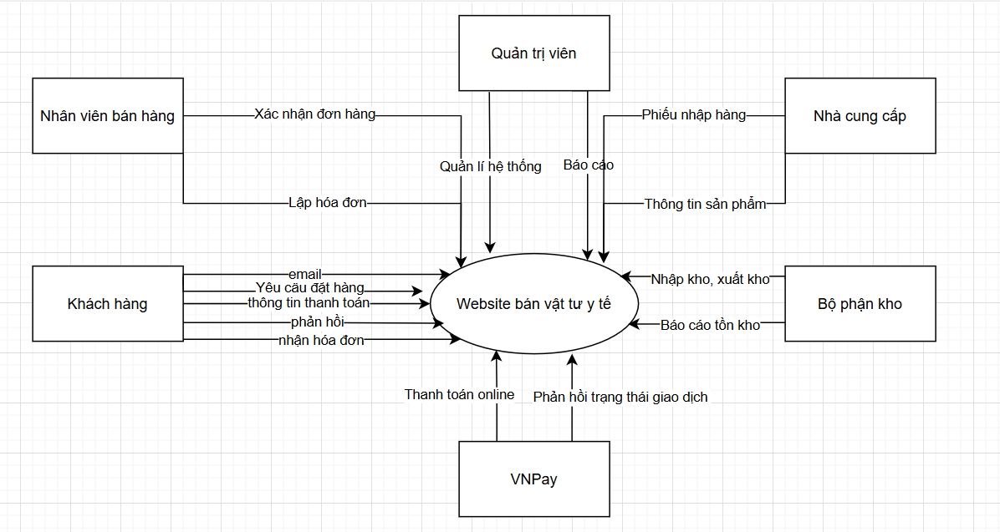 Quản trị viên
Nhân viên bán hàng
Xác nhận đơn hàng
Phiếu nhập hàng
Nhà cung cấp
Quản lí hệ thống
Báo cáo
Lập hóa đơn
Thông tin sản phẩm
Khách hàng
email
Yêu câu đặt hàng
thông tin thanh toán
phản hồi
nhận hóa đơn
Website bán vật tư y tế
Nhập kho, xuất kho
Báo cáo tồn kho
Bộ phận kho
Thanh toán online
Phản hồi trạng thái giao dịch
VNPay